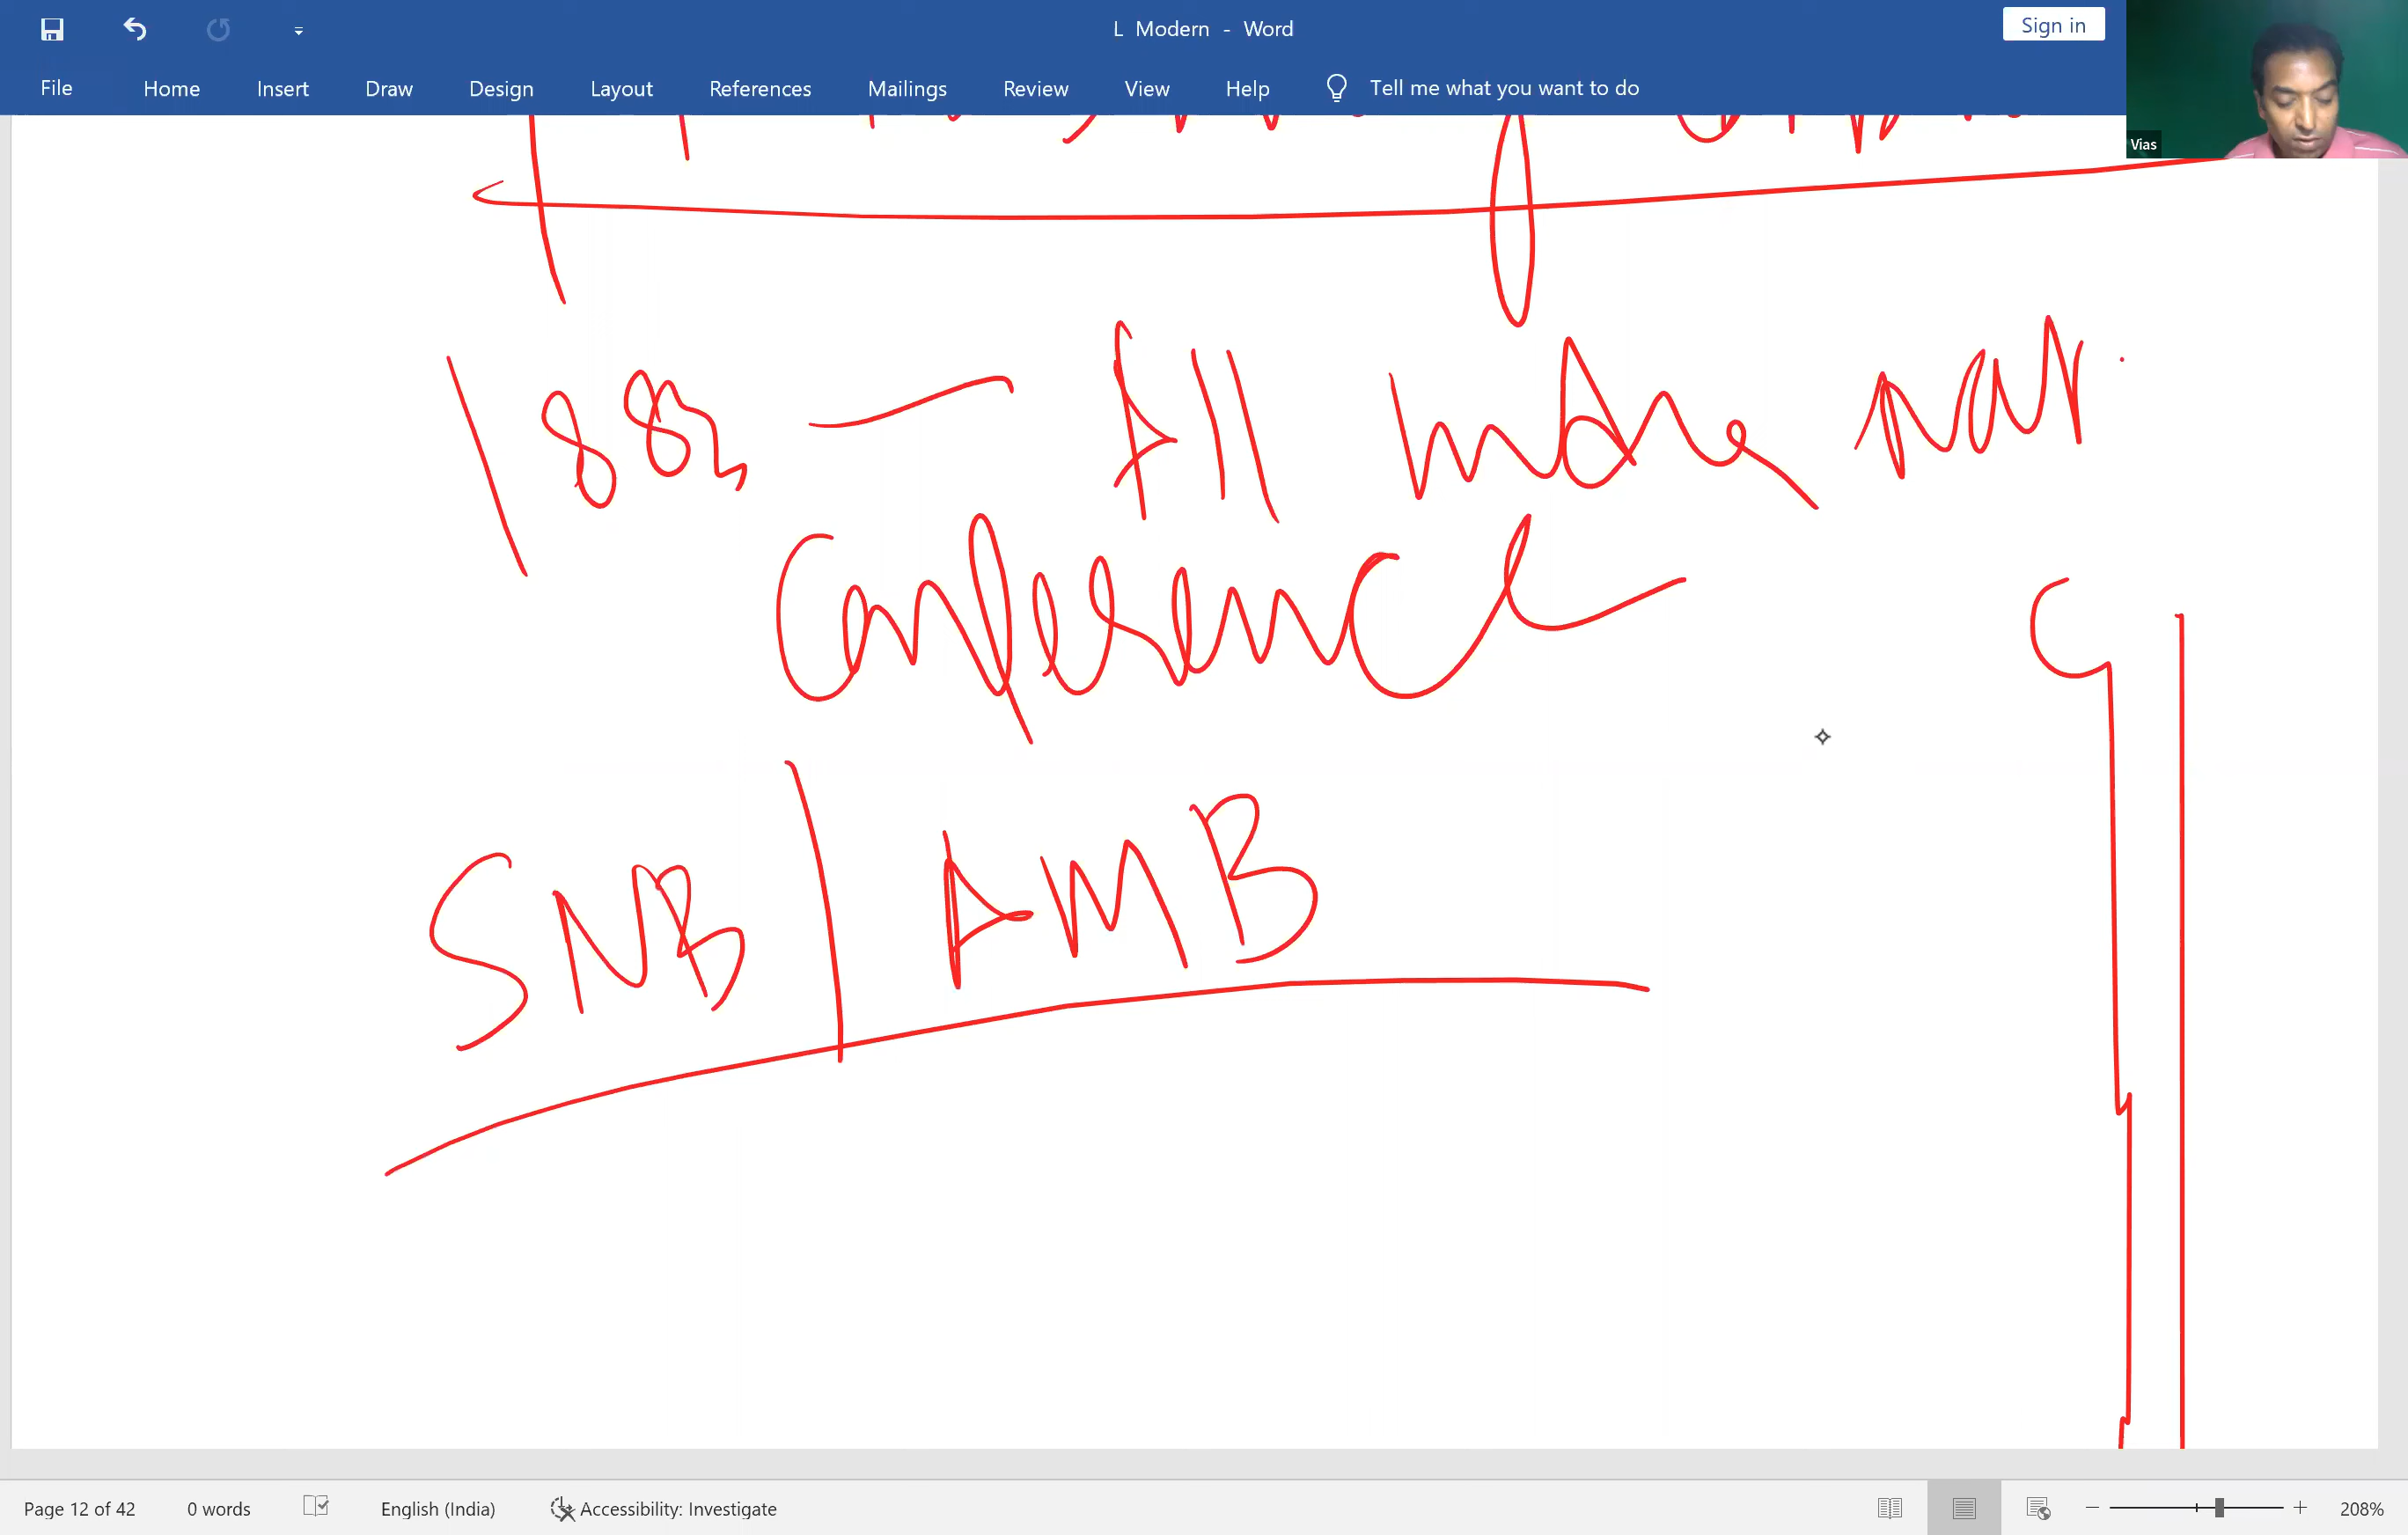 L Modern - Word
Sign in
File Home Insert Draw Design Layout References Mailings Review View Help Tell me what you want to do
Vias
1883 — All India Nat.
Conference
SNB | AMB
Page 12 of 42 0 words English (India) Accessibility: Investigate 208%